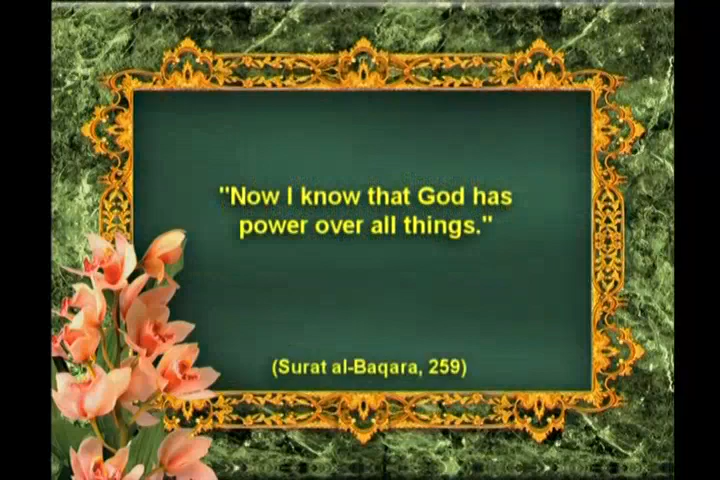 "Now I know that God has
power over all things."
(Surat al-Baqara, 259)